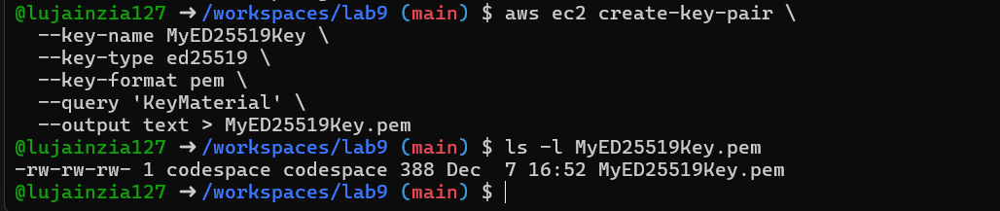 @lujainzia127 → /workspaces/lab9 (main) $ aws ec2 create-key-pair \
  --key-name MyED25519Key \
  --key-type ed25519 \
  --key-format pem \
  --query 'KeyMaterial' \
  --output text > MyED25519Key.pem
@lujainzia127 → /workspaces/lab9 (main) $ ls -l MyED25519Key.pem
-rw-rw-rw- 1 codespace codespace 388 Dec  7 16:52 MyED25519Key.pem
@lujainzia127 → /workspaces/lab9 (main) $